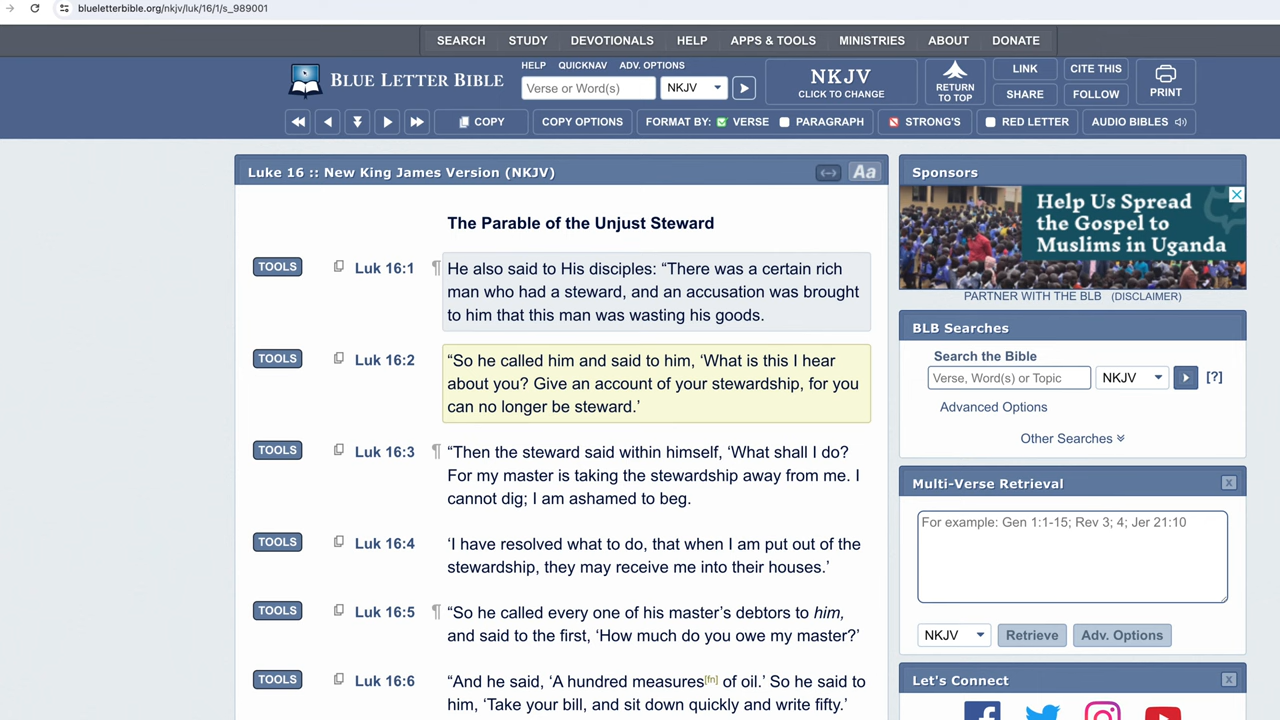 blueletterbible.org/nkjv/luk/16/1/s_989001
SEARCH STUDY DEVOTIONALS HELP APPS & TOOLS MINISTRIES ABOUT DONATE
BLUE LETTER BIBLE
HELP QUICKNAV ADV. OPTIONS
Verse or Word(s) NKJV
NKJV
CLICK TO CHANGE
RETURN
TO TOP
LINK CITE THIS
SHARE FOLLOW
PRINT
COPY COPY OPTIONS FORMAT BY: VERSE PARAGRAPH STRONG'S RED LETTER AUDIO BIBLES
Luke 16 :: New King James Version (NKJV) Aa
The Parable of the Unjust Steward
TOOLS Luk 16:1 ¶ He also said to His disciples: “There was a certain rich
man who had a steward, and an accusation was brought
to him that this man was wasting his goods.
TOOLS Luk 16:2 “So he called him and said to him, ‘What is this I hear
about you? Give an account of your stewardship, for you
can no longer be steward.’
TOOLS Luk 16:3 ¶ “Then the steward said within himself, ‘What shall I do?
For my master is taking the stewardship away from me. I
cannot dig; I am ashamed to beg.
TOOLS Luk 16:4 ‘I have resolved what to do, that when I am put out of the
stewardship, they may receive me into their houses.’
TOOLS Luk 16:5 ¶ “So he called every one of his master’s debtors to him,
and said to the first, ‘How much do you owe my master?’
TOOLS Luk 16:6 “And he said, ‘A hundred measures[fn] of oil.’ So he said to
him, ‘Take your bill, and sit down quickly and write fifty.’
Sponsors
Help Us Spread
the Gospel to
Muslims in Uganda
PARTNER WITH THE BLB (DISCLAIMER)
BLB Searches
Search the Bible
Verse, Word(s) or Topic NKJV [?]
Advanced Options
Other Searches
Multi-Verse Retrieval X
For example: Gen 1:1-15; Rev 3; 4; Jer 21:10
NKJV Retrieve Adv. Options
Let's Connect X